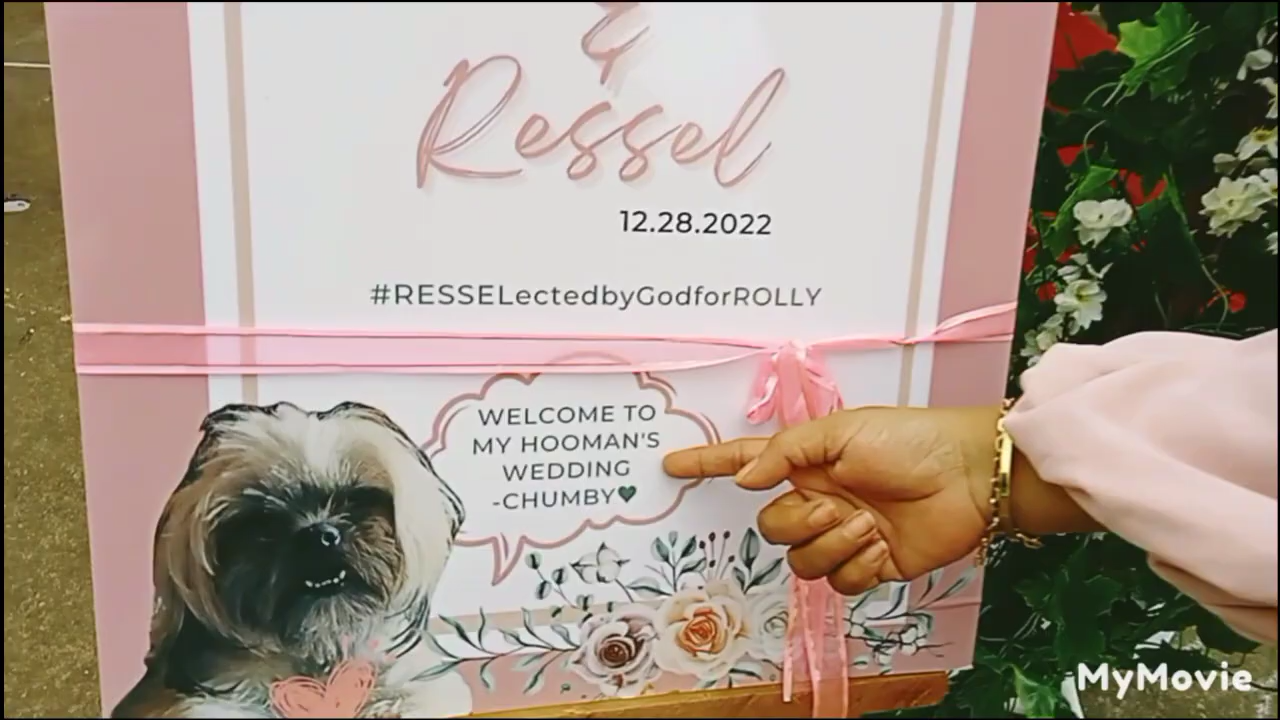 &
Ressel
12.28.2022
#RESSELectedbyGodforROLLY
WELCOME TO
MY HOOMAN'S
WEDDING
-CHUMBY♥
MyMovie